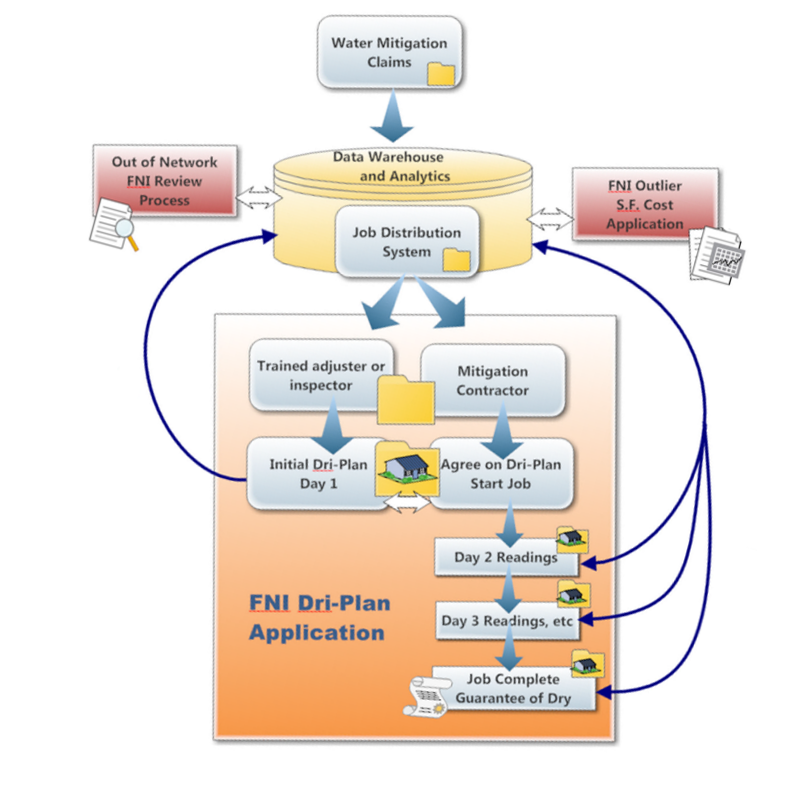 Water Mitigation
Claims
Data Warehouse
and Analytics
Out of Network
FNI Review
Process
FNI Outlier
S.F. Cost
Application
Job Distribution
System
Trained adjuster or
inspector
Mitigation
Contractor
Initial Dri-Plan
Day 1
Agree on Dri-Plan
Start Job
Day 2 Readings
FNI Dri-Plan
Application
Day 3 Readings, etc
Job Complete
Guarantee of Dry